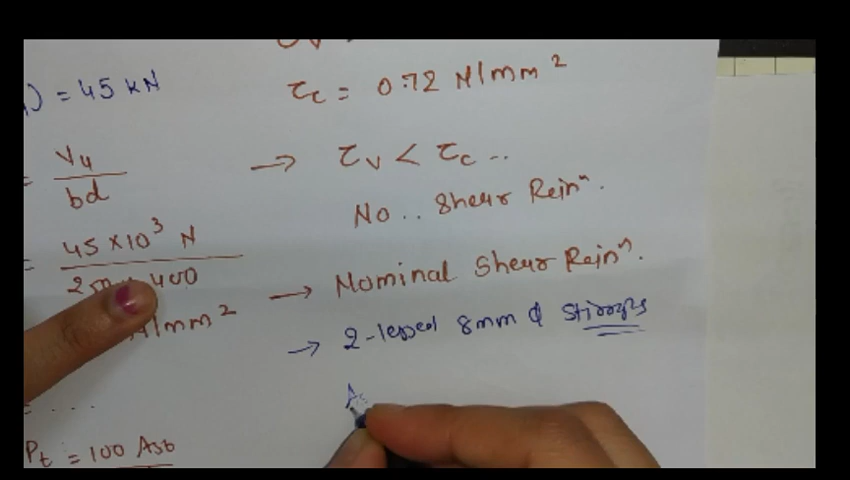 ) = 45 kN
= Vu
bd
= 45 × 10³ N
400
N/mm²
= ....
Pt = 100 Ast
τc = 0.72 N/mm²
→ τv < τc ..
No .. Shear Reinⁿ.
→ Nominal Shear Reinⁿ.
→ 2-legged 8mm ϕ stirrups
As